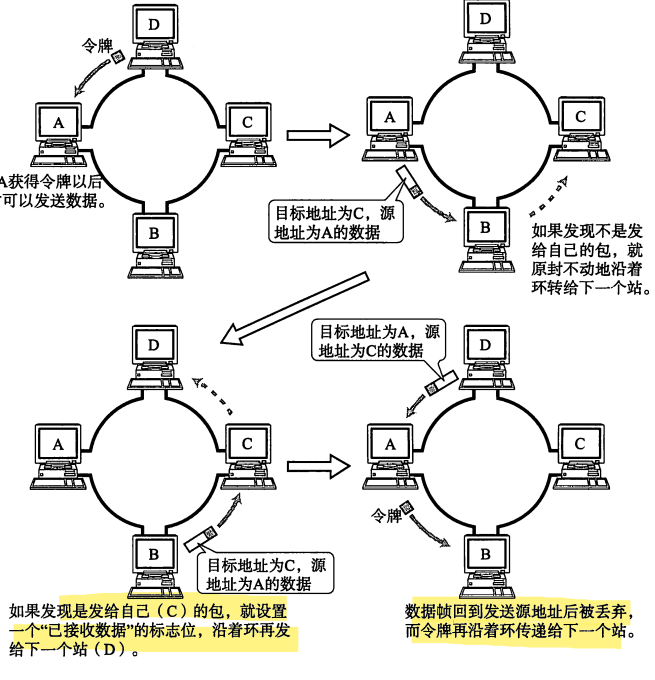 D
令牌
A
C
A获得令牌以后
可以发送数据。
B
D
A
C
目标地址为C，源
地址为A的数据
B
如果发现不是发
给自己的包，就
原封不动地沿着
环转给下一个站。
D
A
C
B
目标地址为C，源
地址为A的数据
如果发现是发给自己（C）的包，就设置
一个“已接收数据”的标志位，沿着环再发
给下一个站（D）。
目标地址为A，源
地址为C的数据
D
A
C
令牌
B
数据帧回到发送源地址后被丢弃，
而令牌再沿着环传递给下一个站。